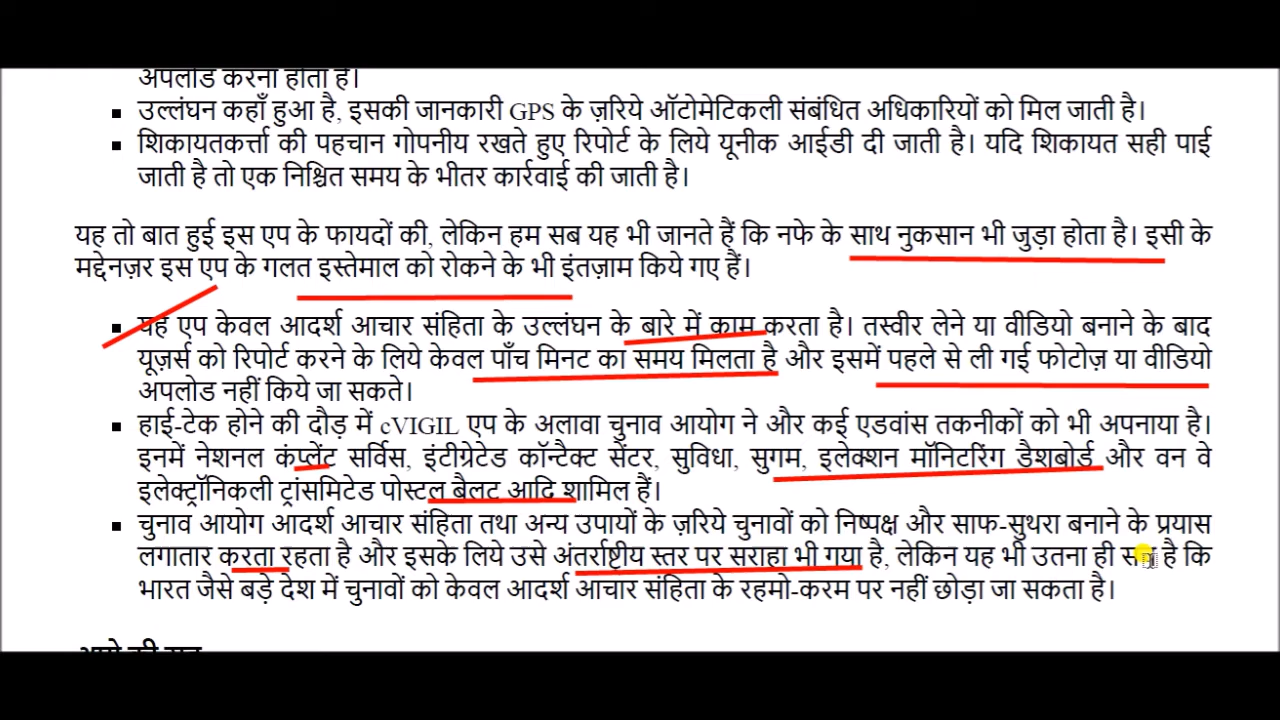 अपलोड करना होता है।
▪ उल्लंघन कहाँ हुआ है, इसकी जानकारी GPS के ज़रिये ऑटोमेटिकली संबंधित अधिकारियों को मिल जाती है।
▪ शिकायतकर्त्ता की पहचान गोपनीय रखते हुए रिपोर्ट के लिये यूनीक आईडी दी जाती है। यदि शिकायत सही पाई
जाती है तो एक निश्चित समय के भीतर कार्रवाई की जाती है।
यह तो बात हुई इस एप के फायदों की, लेकिन हम सब यह भी जानते हैं कि नफे के साथ नुकसान भी जुड़ा होता है। इसी के
मद्देनज़र इस एप के गलत इस्तेमाल को रोकने के भी इंतज़ाम किये गए हैं।
▪ यह एप केवल आदर्श आचार संहिता के उल्लंघन के बारे में काम करता है। तस्वीर लेने या वीडियो बनाने के बाद
यूज़र्स को रिपोर्ट करने के लिये केवल पाँच मिनट का समय मिलता है और इसमें पहले से ली गई फोटोज़ या वीडियो
अपलोड नहीं किये जा सकते।
▪ हाई-टेक होने की दौड़ में cVIGIL एप के अलावा चुनाव आयोग ने और कई एडवांस तकनीकों को भी अपनाया है।
इनमें नेशनल कंप्लेंट सर्विस, इंटीग्रेटेड कॉन्टैक्ट सेंटर, सुविधा, सुगम, इलेक्शन मॉनिटरिंग डैशबोर्ड और वन वे
इलेक्ट्रॉनिकली ट्रांसमिटेड पोस्टल बैलट आदि शामिल हैं।
▪ चुनाव आयोग आदर्श आचार संहिता तथा अन्य उपायों के ज़रिये चुनावों को निष्पक्ष और साफ-सुथरा बनाने के प्रयास
लगातार करता रहता है और इसके लिये उसे अंतर्राष्ट्रीय स्तर पर सराहा भी गया है, लेकिन यह भी उतना ही है कि
भारत जैसे बड़े देश में चुनावों को केवल आदर्श आचार संहिता के रहमो-करम पर नहीं छोड़ा जा सकता है।